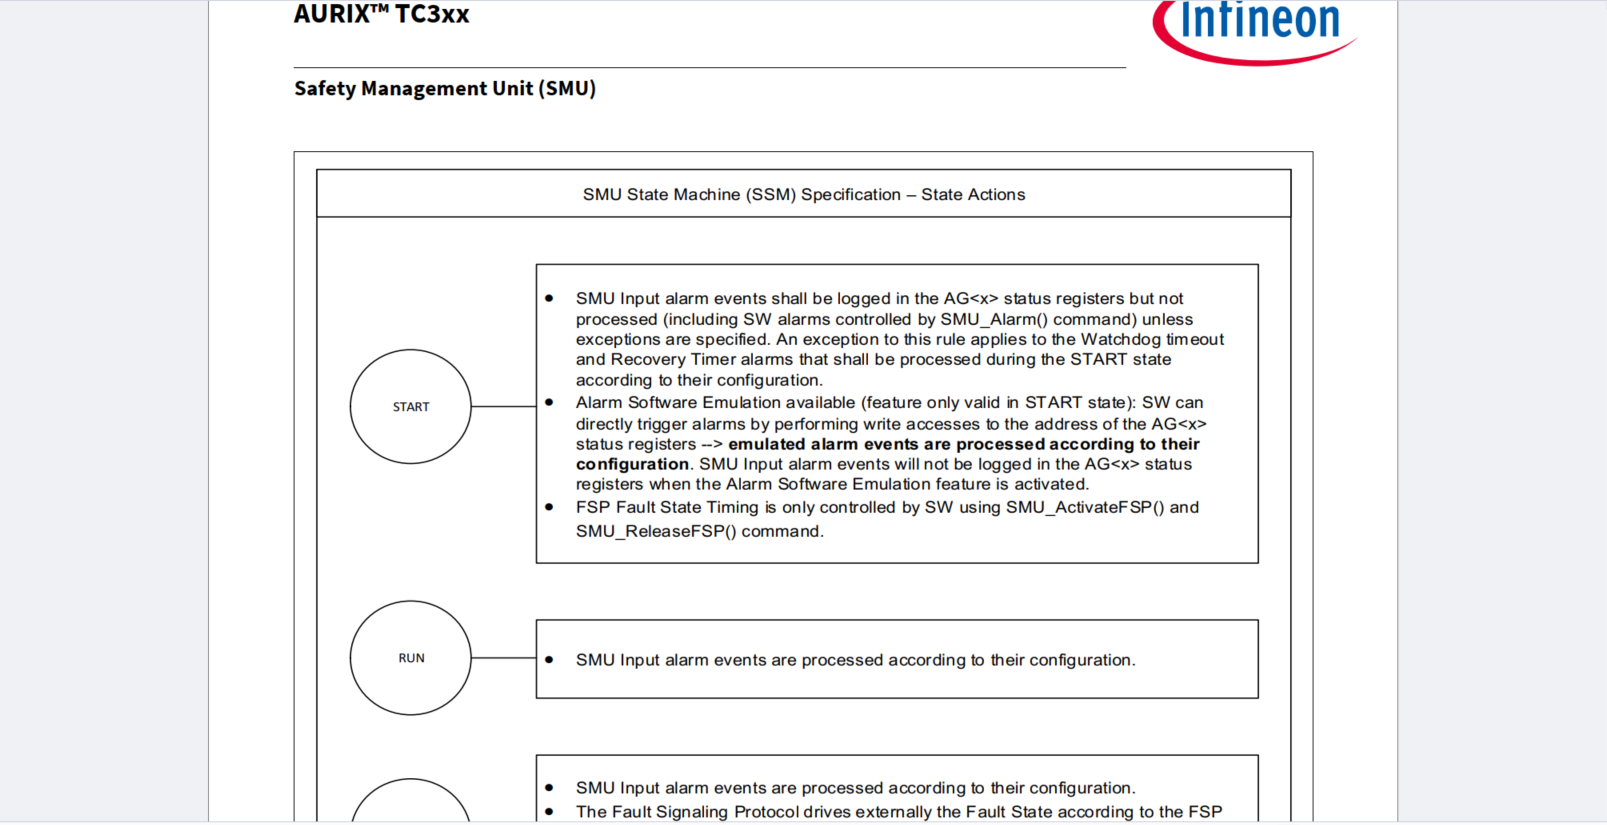 AURIX™ TC3xx
Infineon
Safety Management Unit (SMU)
SMU State Machine (SSM) Specification – State Actions
START
● SMU Input alarm events shall be logged in the AG<x> status registers but not
processed (including SW alarms controlled by SMU_Alarm() command) unless
exceptions are specified. An exception to this rule applies to the Watchdog timeout
and Recovery Timer alarms that shall be processed during the START state
according to their configuration.
● Alarm Software Emulation available (feature only valid in START state): SW can
directly trigger alarms by performing write accesses to the address of the AG<x>
status registers --> emulated alarm events are processed according to their
configuration. SMU Input alarm events will not be logged in the AG<x> status
registers when the Alarm Software Emulation feature is activated.
● FSP Fault State Timing is only controlled by SW using SMU_ActivateFSP() and
SMU_ReleaseFSP() command.
RUN
● SMU Input alarm events are processed according to their configuration.
● SMU Input alarm events are processed according to their configuration.
● The Fault Signaling Protocol drives externally the Fault State according to the FSP